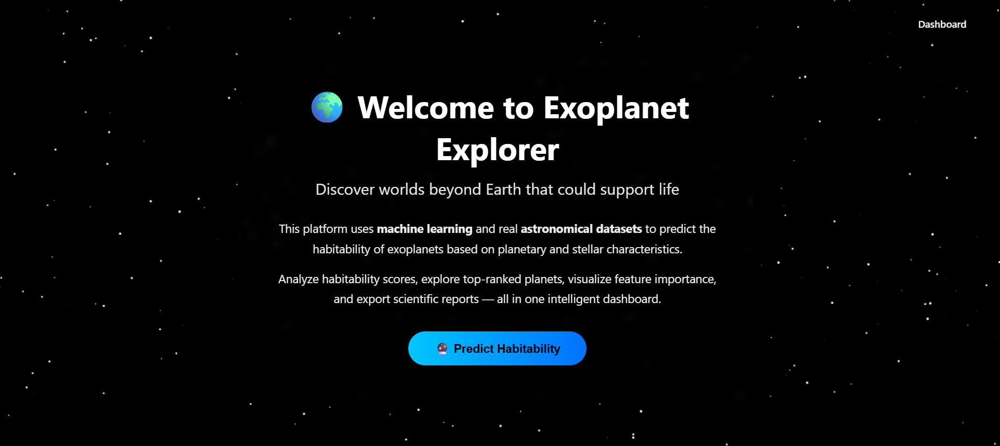 Dashboard
Welcome to Exoplanet
Explorer
Discover worlds beyond Earth that could support life
This platform uses machine learning and real astronomical datasets to predict the
habitability of exoplanets based on planetary and stellar characteristics.
Analyze habitability scores, explore top-ranked planets, visualize feature importance,
and export scientific reports — all in one intelligent dashboard.
Predict Habitability